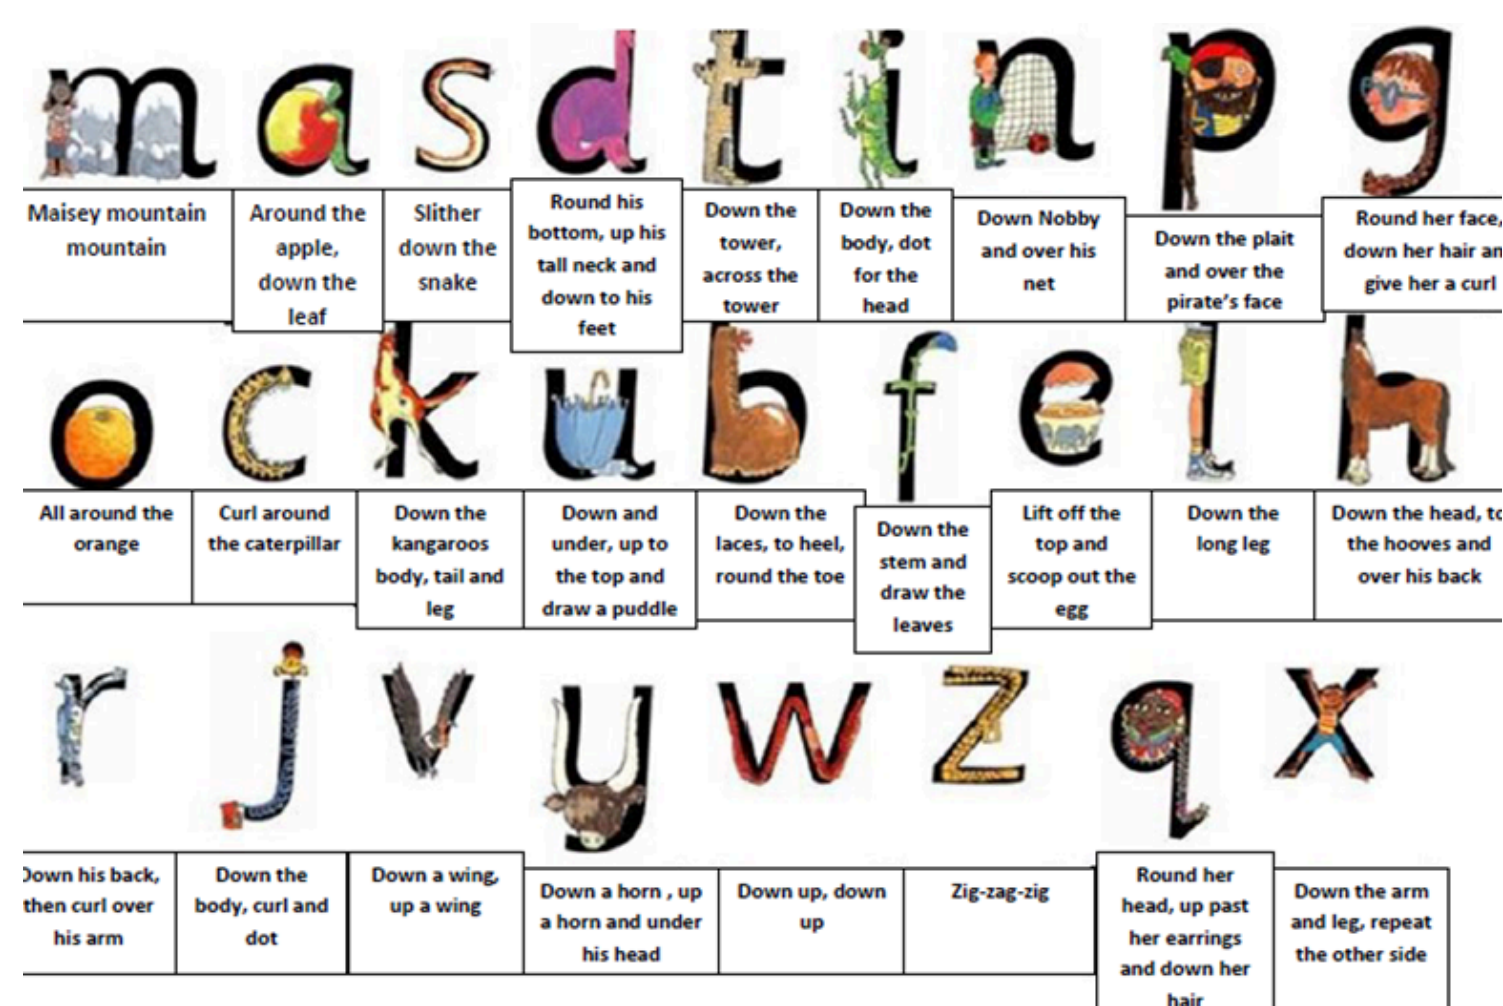 m a s d t i n p g
Maisey mountain
mountain
Around the
apple,
down the
leaf
Slither
down the
snake
Round his
bottom, up his
tall neck and
down to his
feet
Down the
tower,
across the
tower
Down the
body, dot
for the
head
Down Nobby
and over his
net
Down the plait
and over the
pirate's face
Round her face,
down her hair an
give her a curl
o c k u b f e l h
All around the
orange
Curl around
the caterpillar
Down the
kangaroos
body, tail and
leg
Down and
under, up to
the top and
draw a puddle
Down the
laces, to heel,
round the toe
Down the
stem and
draw the
leaves
Lift off the
top and
scoop out the
egg
Down the
long leg
Down the head, to
the hooves and
over his back
r j v y w z q x
Down his back,
then curl over
his arm
Down the
body, curl and
dot
Down a wing,
up a wing
Down a horn , up
a horn and under
his head
Down up, down
up
Zig-zag-zig
Round her
head, up past
her earrings
and down her
hair
Down the arm
and leg, repeat
the other side